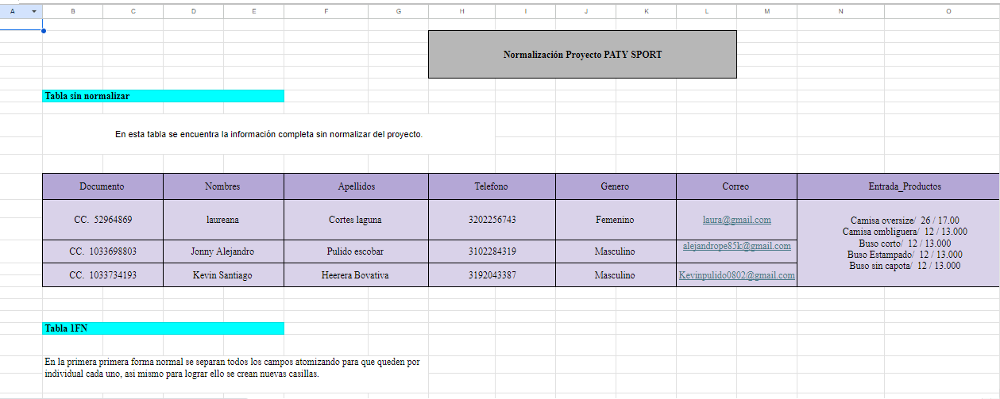 A B C D E F G H I J K L M N O
Normalización Proyecto PATY SPORT
Tabla sin normalizar
En esta tabla se encuentra la información completa sin normalizar del proyecto.
Documento Nombres Apellidos Telefono Genero Correo Entrada_Productos
CC. 52964869 laureana Cortes laguna 3202256743 Femenino laura@gmail.com
CC. 1033698803 Jonny Alejandro Pulido escobar 3102284319 Masculino alejandrope85k@gmail.com
CC. 1033734193 Kevin Santiago Heerera Bovativa 3192043387 Masculino Kevinpulido0802@gmail.com
Camisa oversize/ 26 / 17.00
Camisa ombliguera/ 12 / 13.000
Buso corto/ 12 / 13.000
Buso Estampado/ 12 / 13.000
Buso sin capota/ 12 / 13.000
Tabla 1FN
En la primera primera forma normal se separan todos los campos atomizando para que queden por
individual cada uno, asi mismo para lograr ello se crean nuevas casillas.